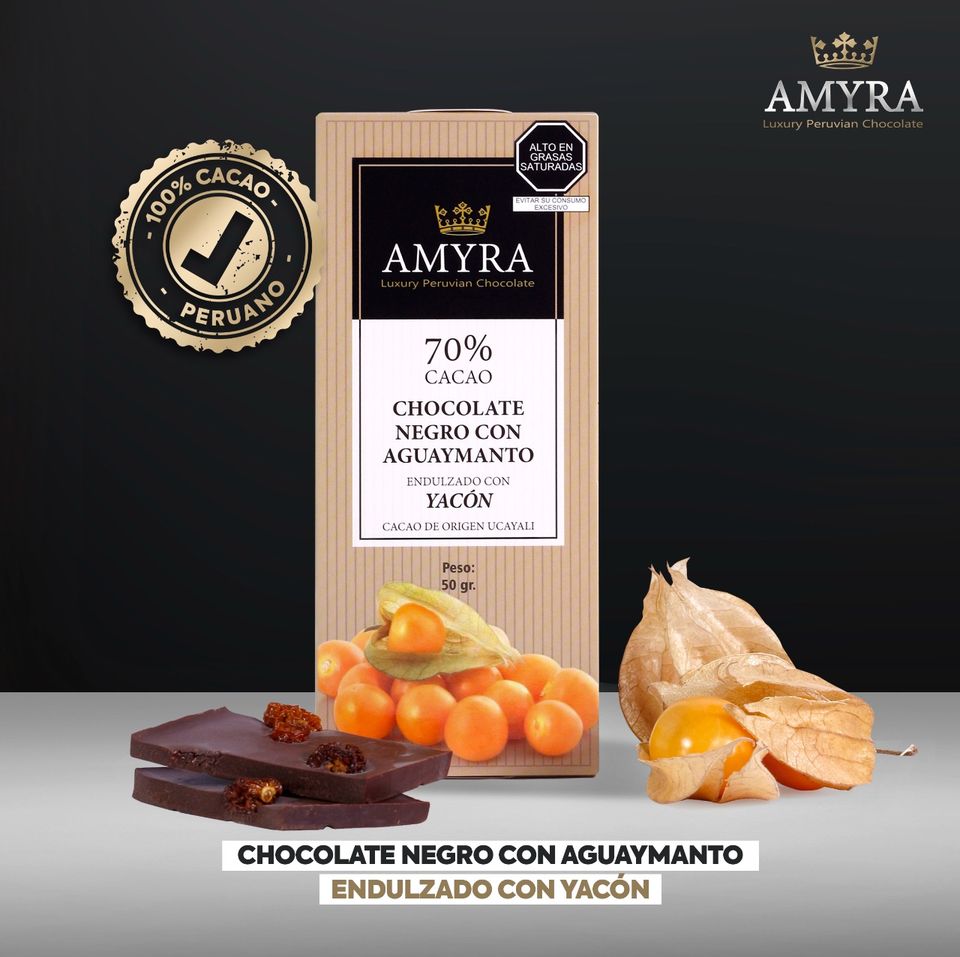 AMYRA
Luxury Peruvian Chocolate
- 100% CACAO -
- PERUANO -
ALTO EN
GRASAS
SATURADAS
EVITAR SU CONSUMO
EXCESIVO
AMYRA
Luxury Peruvian Chocolate
70%
CACAO
CHOCOLATE
NEGRO CON
AGUAYMANTO
ENDULZADO CON
YACÓN
CACAO DE ORIGEN UCAYALI
Peso:
50 gr.
CHOCOLATE NEGRO CON AGUAYMANTO
ENDULZADO CON YACÓN